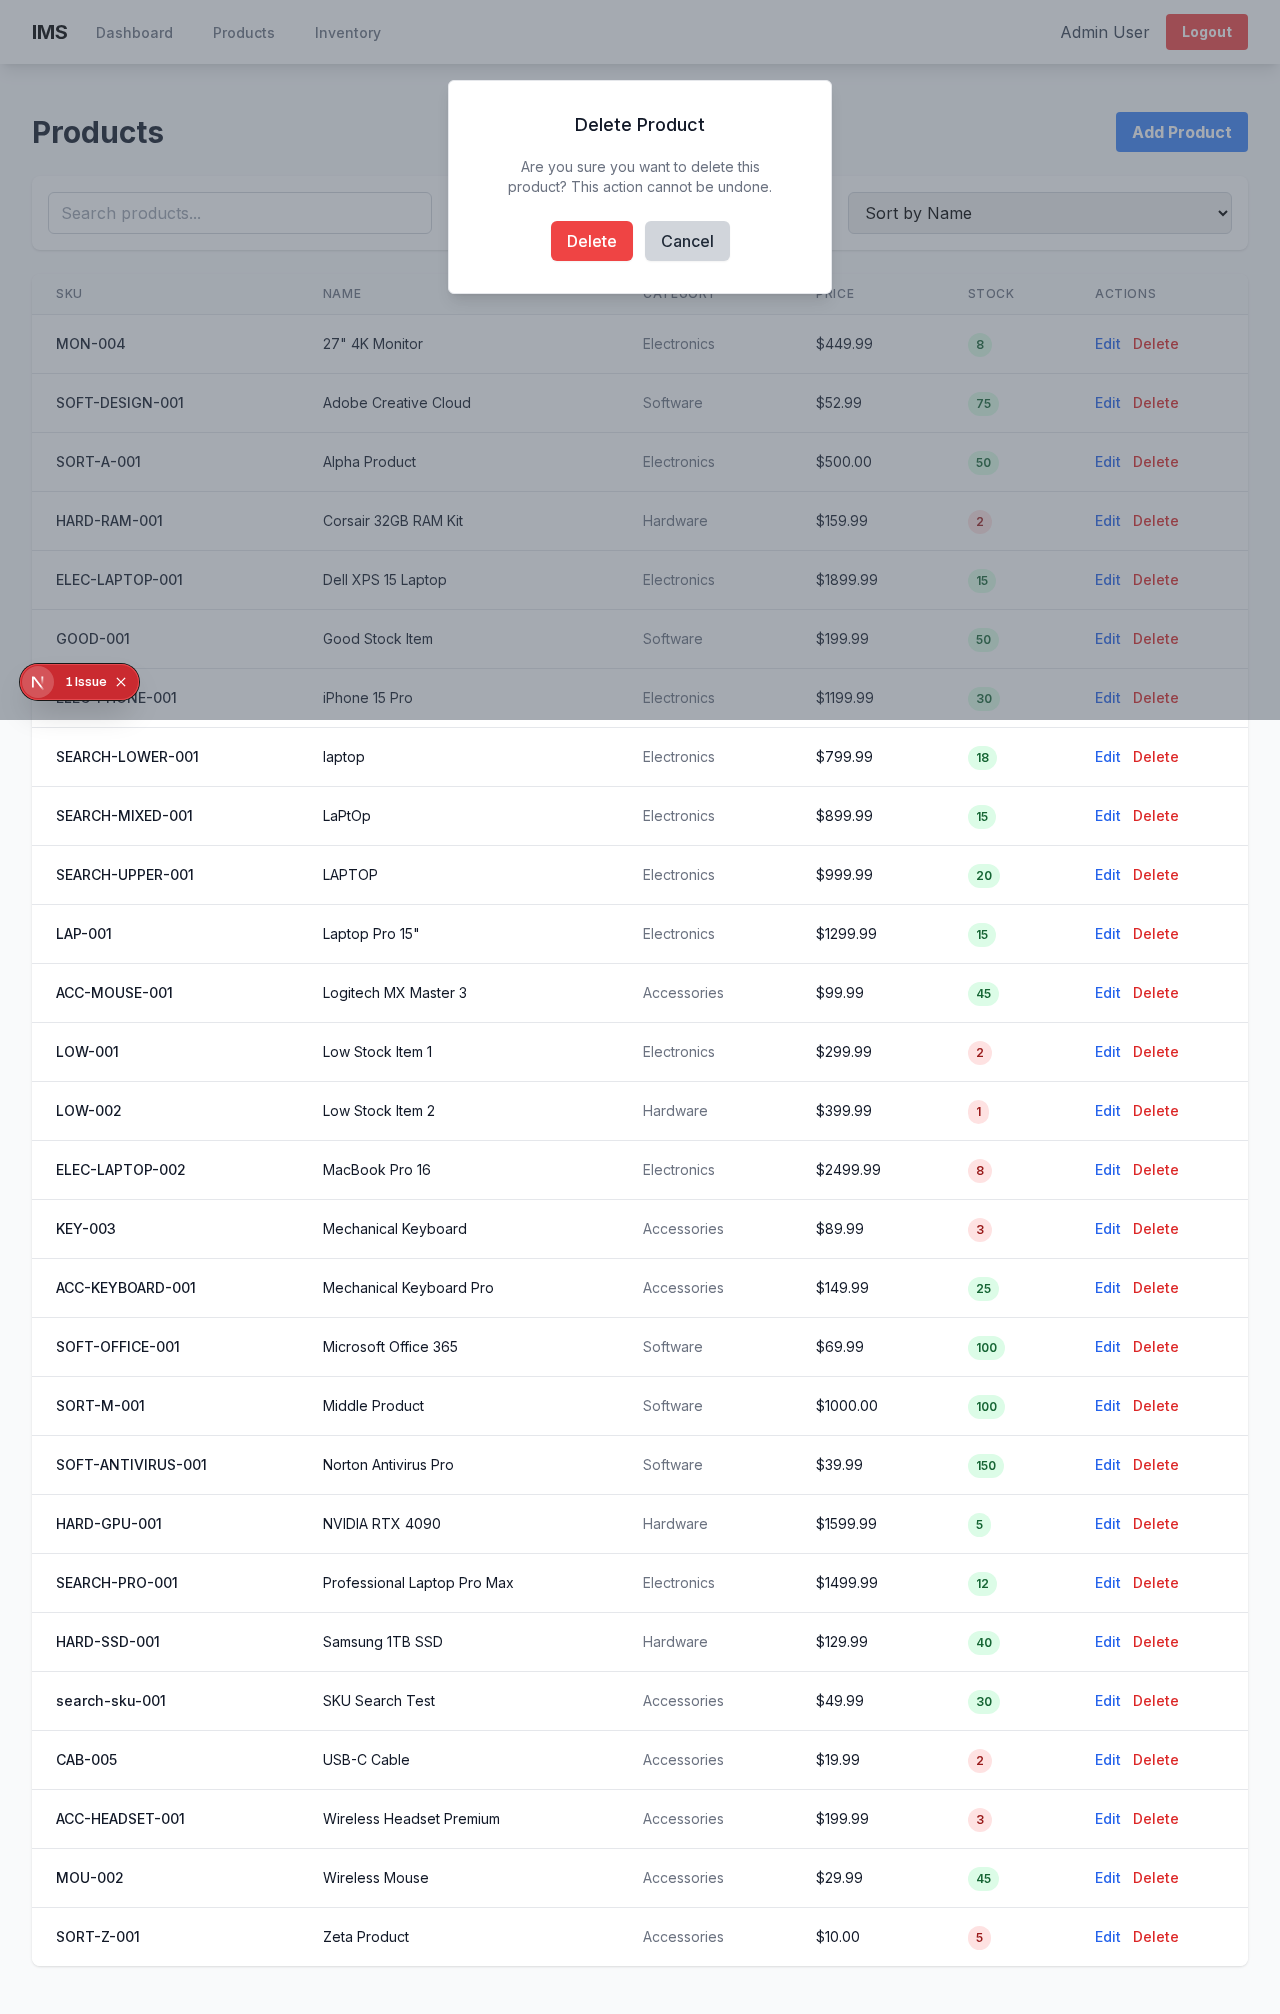 IMS Dashboard Products Inventory Admin User Logout
Delete Product
Are you sure you want to delete this
product? This action cannot be undone.
Delete Cancel
Products Add Product
Search products... Sort by Name
SKU NAME CATEGORY PRICE STOCK ACTIONS
MON-004 27" 4K Monitor Electronics $449.99 8 Edit Delete
SOFT-DESIGN-001 Adobe Creative Cloud Software $52.99 75 Edit Delete
SORT-A-001 Alpha Product Electronics $500.00 50 Edit Delete
HARD-RAM-001 Corsair 32GB RAM Kit Hardware $159.99 2 Edit Delete
ELEC-LAPTOP-001 Dell XPS 15 Laptop Electronics $1899.99 15 Edit Delete
GOOD-001 Good Stock Item Software $199.99 50 Edit Delete
N 1 Issue
ELEC-PHONE-001 iPhone 15 Pro Electronics $1199.99 30 Edit Delete
SEARCH-LOWER-001 laptop Electronics $799.99 18 Edit Delete
SEARCH-MIXED-001 LaPtOp Electronics $899.99 15 Edit Delete
SEARCH-UPPER-001 LAPTOP Electronics $999.99 20 Edit Delete
LAP-001 Laptop Pro 15" Electronics $1299.99 15 Edit Delete
ACC-MOUSE-001 Logitech MX Master 3 Accessories $99.99 45 Edit Delete
LOW-001 Low Stock Item 1 Electronics $299.99 2 Edit Delete
LOW-002 Low Stock Item 2 Hardware $399.99 1 Edit Delete
ELEC-LAPTOP-002 MacBook Pro 16 Electronics $2499.99 8 Edit Delete
KEY-003 Mechanical Keyboard Accessories $89.99 3 Edit Delete
ACC-KEYBOARD-001 Mechanical Keyboard Pro Accessories $149.99 25 Edit Delete
SOFT-OFFICE-001 Microsoft Office 365 Software $69.99 100 Edit Delete
SORT-M-001 Middle Product Software $1000.00 100 Edit Delete
SOFT-ANTIVIRUS-001 Norton Antivirus Pro Software $39.99 150 Edit Delete
HARD-GPU-001 NVIDIA RTX 4090 Hardware $1599.99 5 Edit Delete
SEARCH-PRO-001 Professional Laptop Pro Max Electronics $1499.99 12 Edit Delete
HARD-SSD-001 Samsung 1TB SSD Hardware $129.99 40 Edit Delete
search-sku-001 SKU Search Test Accessories $49.99 30 Edit Delete
CAB-005 USB-C Cable Accessories $19.99 2 Edit Delete
ACC-HEADSET-001 Wireless Headset Premium Accessories $199.99 3 Edit Delete
MOU-002 Wireless Mouse Accessories $29.99 45 Edit Delete
SORT-Z-001 Zeta Product Accessories $10.00 5 Edit Delete